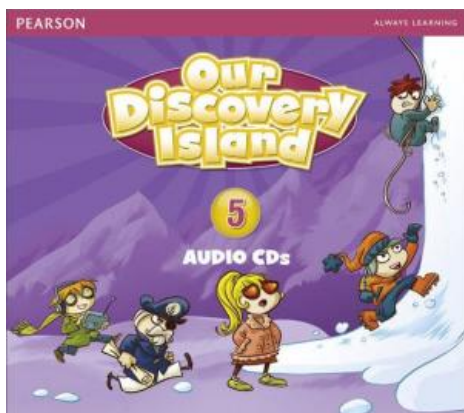 PEARSON
ALWAYS LEARNING
Our
Discovery
Island
5
AUDIO CDs